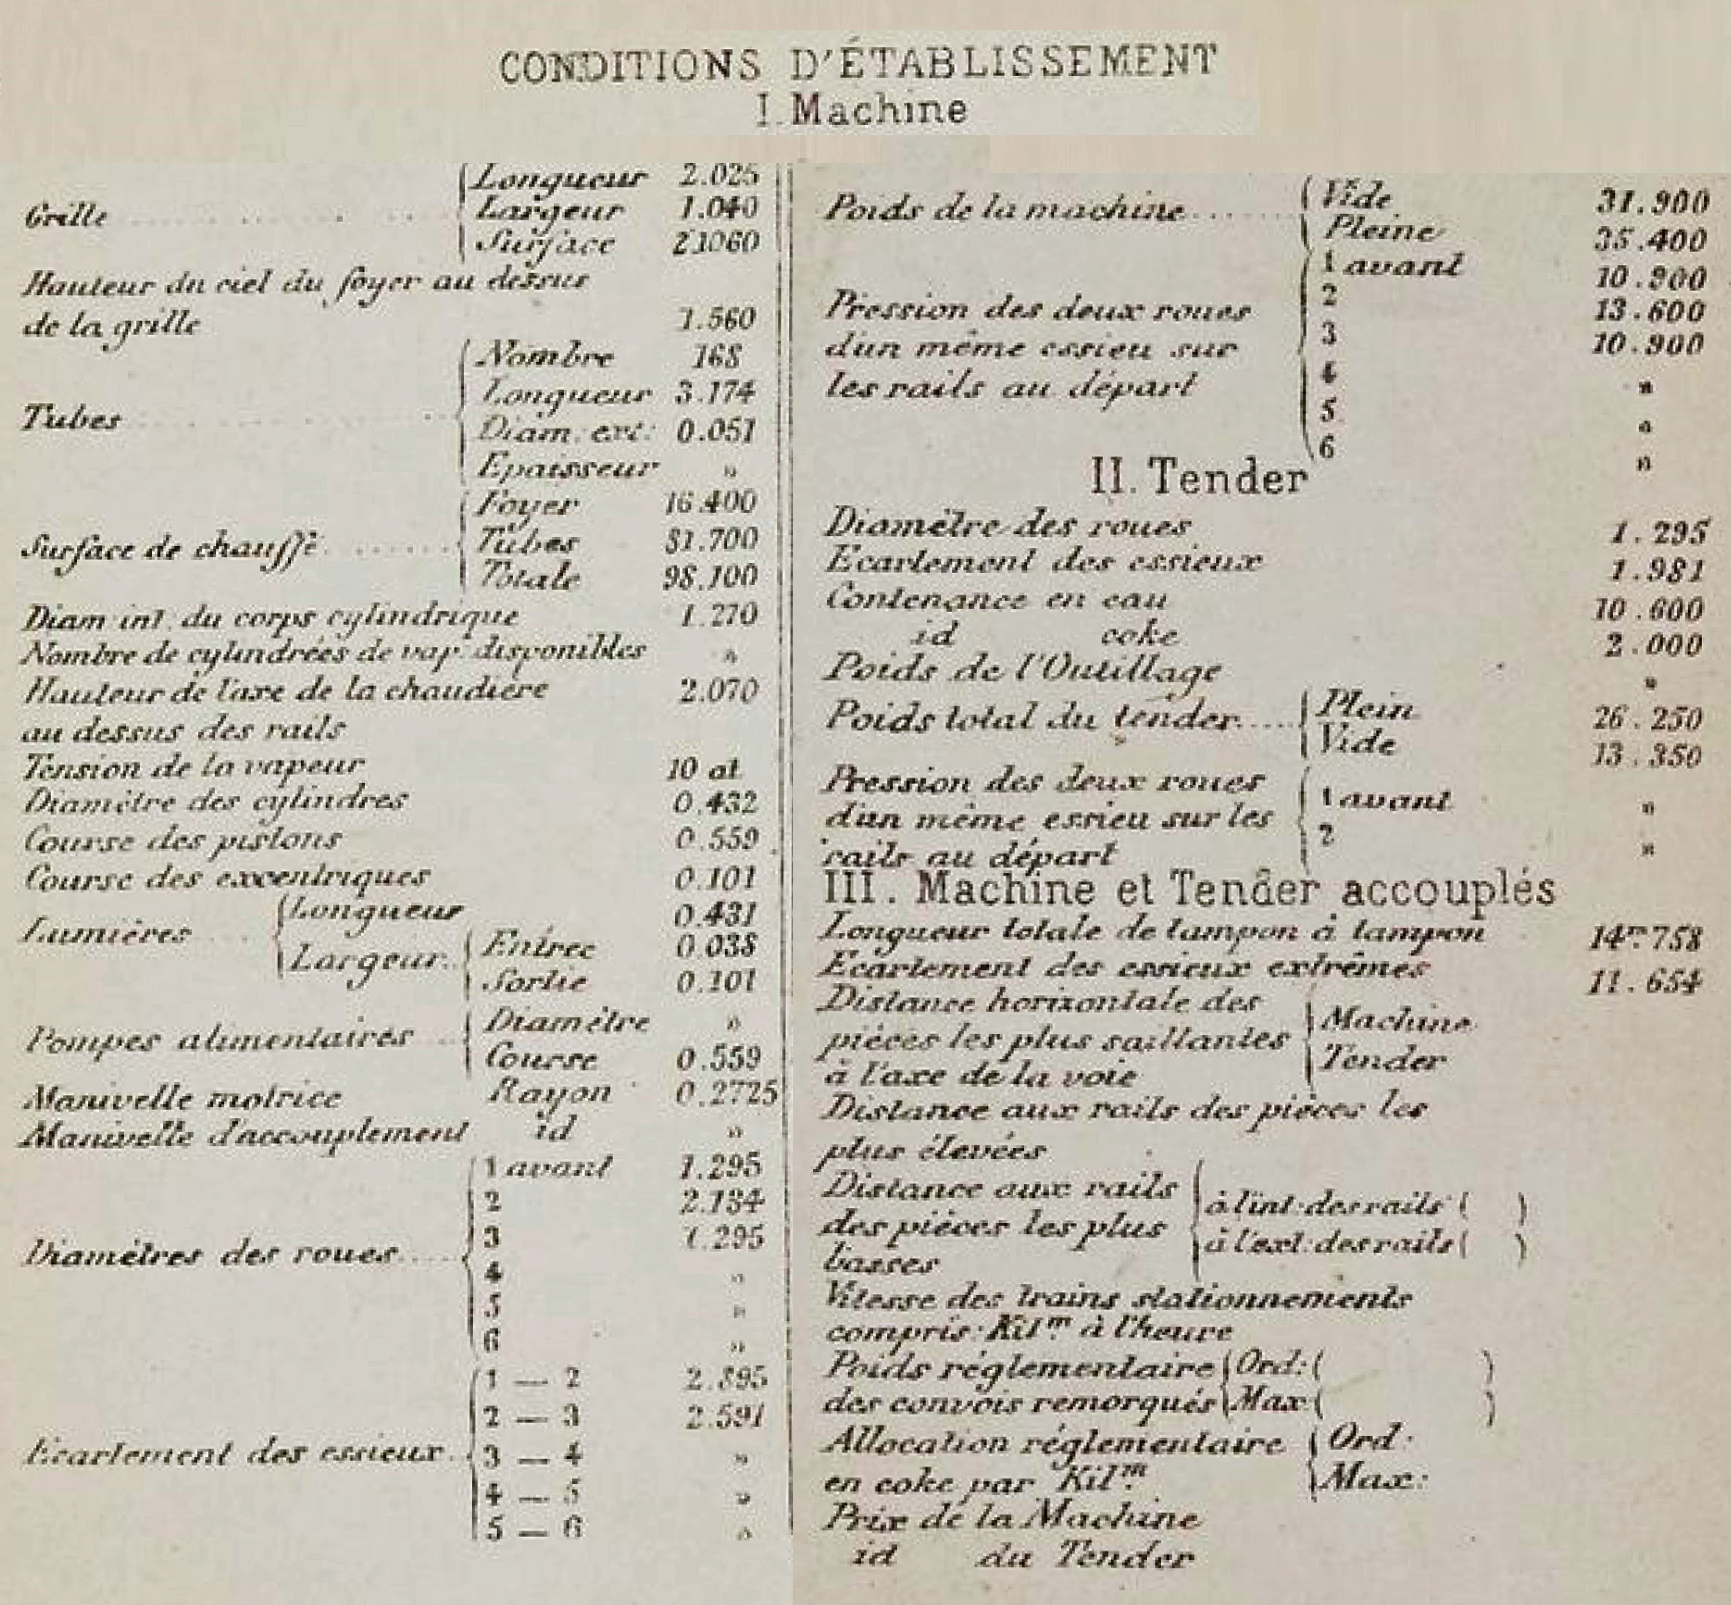 CONDITIONS D'ÉTABLISSEMENT
I. Machine
Grille
Longueur 2.025
Largeur 1.040
Surface 2.1060
Hauteur du ciel du foyer au dessus
de la grille 1.560
Tubes
Nombre 168
Longueur 3.174
Diam. ext: 0.051
Epaisseur "
Surface de chauffe
Foyer 16.400
Tubes 81.700
Totale 98.100
Diam. int. du corps cylindrique 1.270
Nombre de cylindrées de vap. disponibles "
Hauteur de l'axe de la chaudière 2.070
au dessus des rails
Tension de la vapeur 10 at
Diamètre des cylindres 0.432
Course des pistons 0.559
Course des excentriques 0.101
Lumières
Longueur 0.431
Largeur
Entrée 0.038
Sortie 0.101
Pompes alimentaires
Diamètre "
Course 0.559
Manivelle motrice Rayon 0.2725
Manivelle d'accouplement id "
Diamètres des roues
1 avant 1.295
2 2.134
3 1.295
4 "
5 "
6 "
Ecartement des essieux
1 — 2 2.895
2 — 3 2.591
3 — 4 "
4 — 5 "
5 — 6 "
Poids de la machine
Vide 31.900
Pleine 35.400
Pression des deux roues
d'un même essieu sur
les rails au départ
1 avant 10.900
2 13.600
3 10.900
4 "
5 "
6 "
II. Tender
Diamètre des roues 1.295
Ecartement des essieux 1.981
Contenance en eau 10.600
id coke 2.000
Poids de l'Outillage "
Poids total du tender
Plein 26.250
Vide 13.350
Pression des deux roues
d'un même essieu sur les
rails au départ
1 avant "
2 "
III. Machine et Tender accouplés
Longueur totale de tampon à tampon 14m.758
Ecartement des essieux extrêmes 11.654
Distance horizontale des
pièces les plus saillantes
à l'axe de la voie
Machine
Tender
Distance aux rails des pièces les
plus élevées
Distance aux rails
des pièces les plus
basses
à l'int: des rails ( )
à l'ext: des rails ( )
Vitesse des trains stationnements
compris: Kilm. à l'heure
Poids réglementaire
des convois remorqués
Ord: ( )
Max: ( )
Allocation réglementaire
en coke par Kilm.
Ord:
Max:
Prix de la Machine
id du Tender